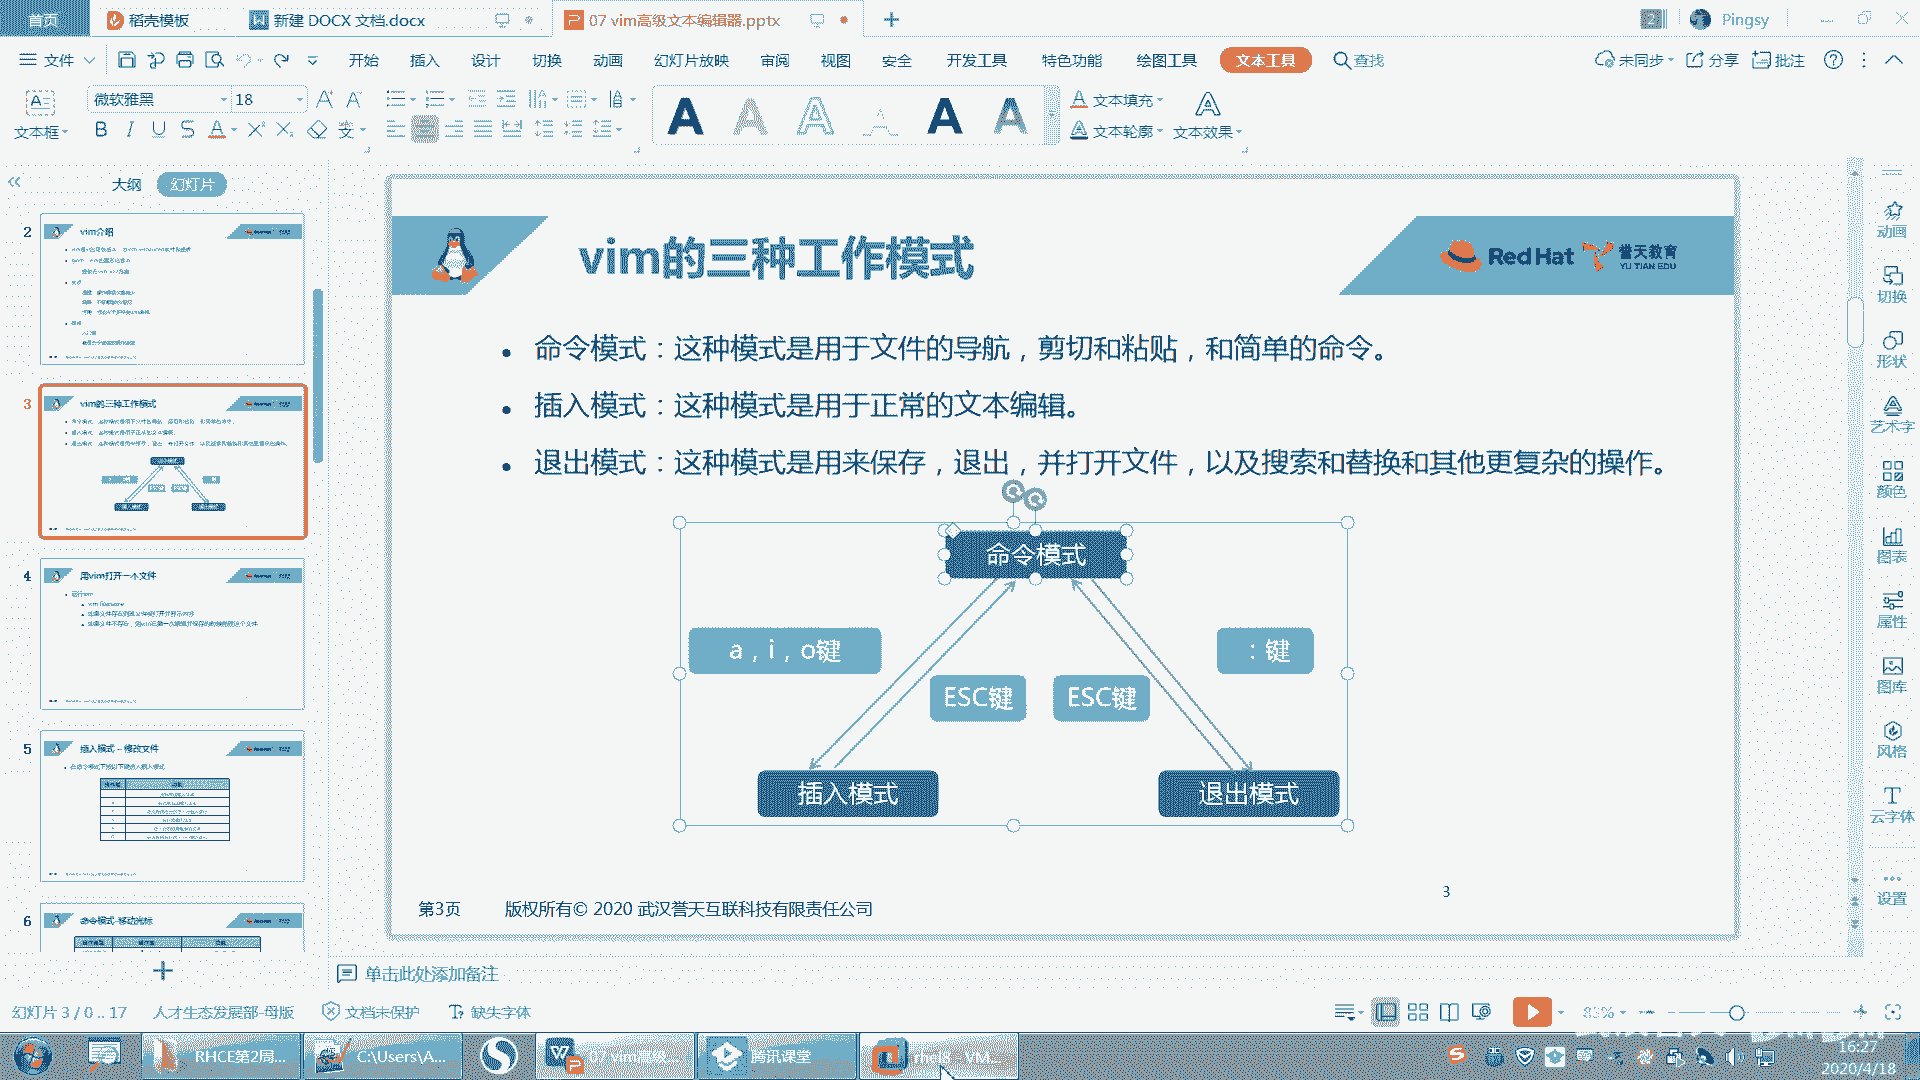 首页
稻壳模板
新建 DOCX 文档.docx
07 vim高级文本编辑器.pptx
Pingsy
文件
开始 插入 设计 切换 动画 幻灯片放映 审阅 视图 安全 开发工具 特色功能 绘图工具 文本工具 查找
未同步 分享 批注
文本框
微软雅黑 18
文本填充
文本轮廓
文本效果
大纲 幻灯片
2 vim介绍
3 vim的三种工作模式
4 用vim打开一个文件
5 插入模式 – 修改文件
6 命令模式-移动光标
vim的三种工作模式
Red Hat 誉天教育
YU TIAN EDU
命令模式：这种模式是用于文件的导航，剪切和粘贴，和简单的命令。
插入模式：这种模式是用于正常的文本编辑。
退出模式：这种模式是用来保存，退出，并打开文件，以及搜索和替换和其他更复杂的操作。
命令模式
a，i，o键
：键
ESC键 ESC键
插入模式
退出模式
3
第3页 版权所有© 2020 武汉誉天互联科技有限责任公司
动画
切换
形状
艺术字
颜色
图表
属性
图库
风格
云字体
设置
单击此处添加备注
幻灯片 3 / 0 .. 17 人才生态发展部-母版 文档未保护 缺失字体
83%
RHCE第2周...
C:\Users\A...
07 vim高级...
腾讯课堂
rhel8 - VM...
16:27
2020/4/18